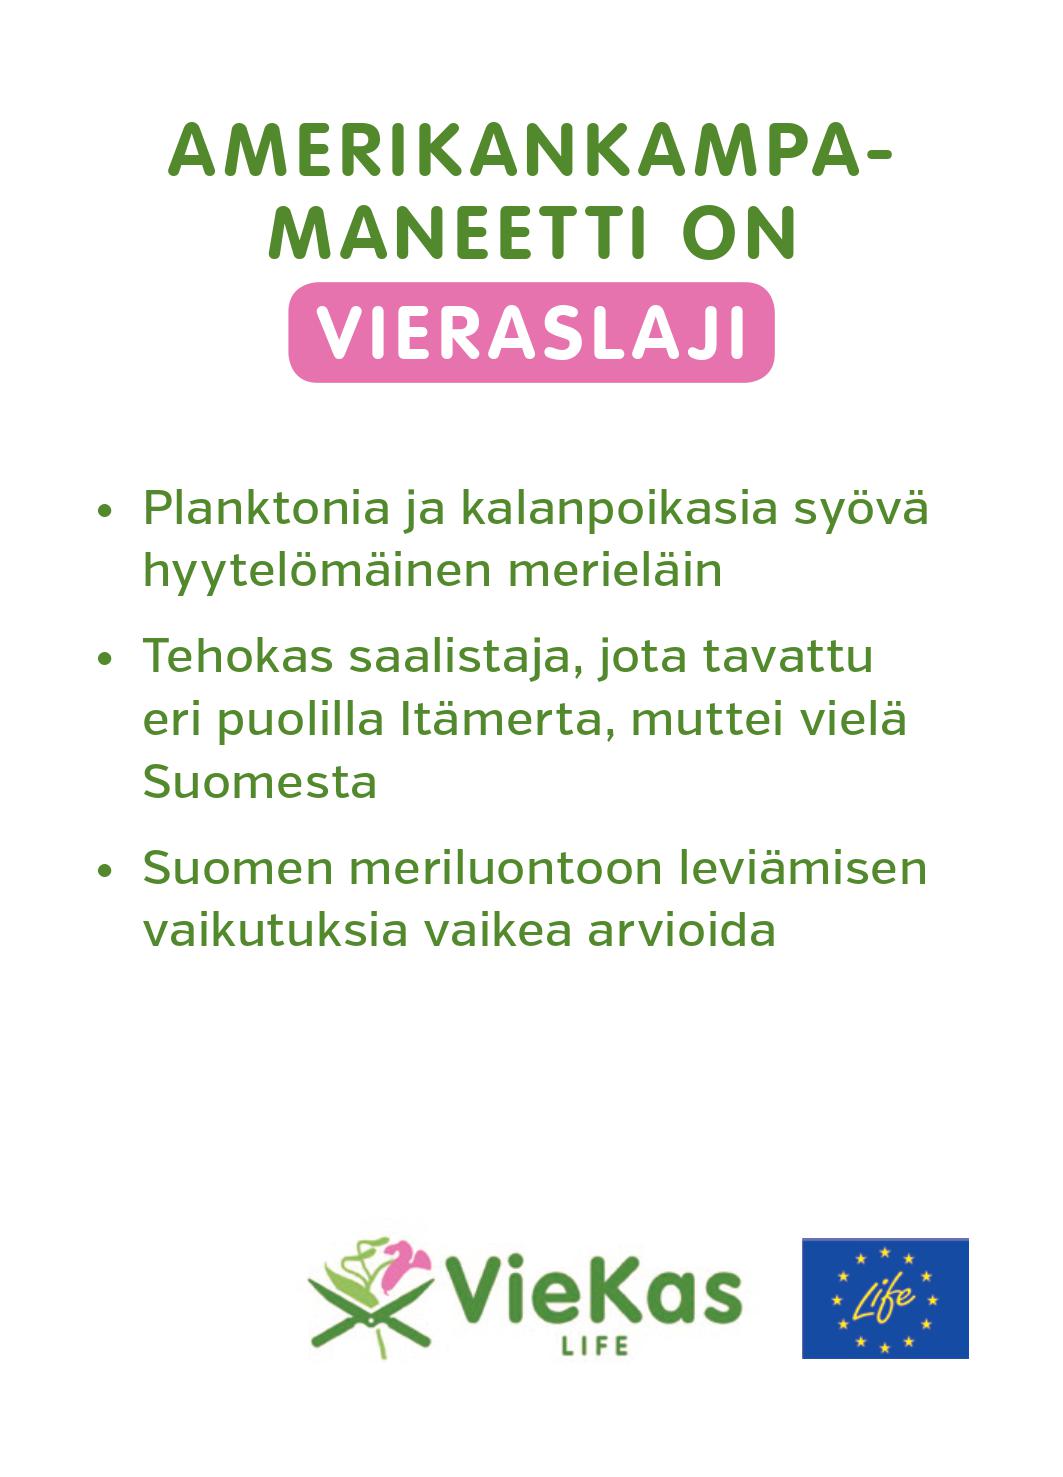 AMERIKANKAMPA-
MANEETTI ON
VIERASLAJI
• Planktonia ja kalanpoikasia syövä
hyytelömäinen merieläin
• Tehokas saalistaja, jota tavattu
eri puolilla Itämerta, muttei vielä
Suomesta
• Suomen meriluontoon leviämisen
vaikutuksia vaikea arvioida
VieKas
LIFE
Life